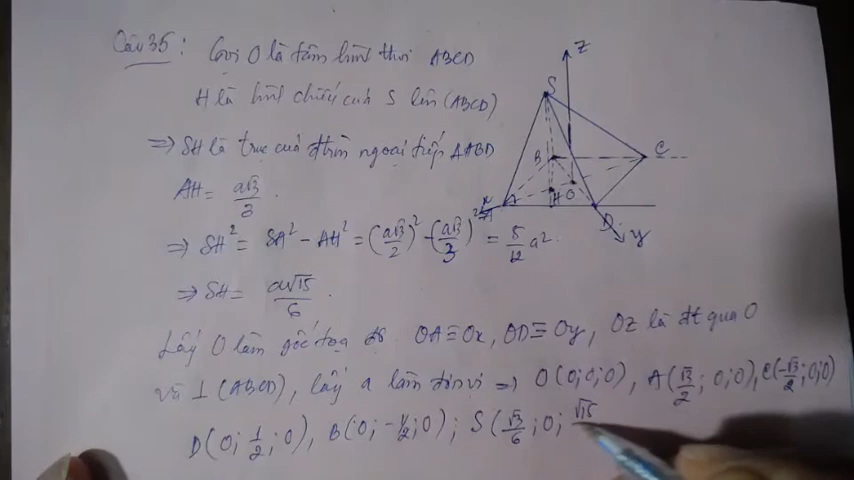 Câu 35: Gọi O là tâm hình thoi ABCD
H là hình chiếu của S lên (ABCD)
=> SH là trục của đtròn ngoại tiếp ΔABD
AH = a√3/3.
=> SH² = SA² - AH² = (a√3/2)² - (a√3/3)² = 5/12 a².
=> SH = a√15/6.
Lấy O làm gốc toạ độ OA ≡ Ox, OD ≡ Oy, OZ là đt qua O
và ⊥ (ABCD), lấy a làm đơn vị => O(0;0;0), A(√3/2; 0;0), C(-√3/2;0;0)
D(0; 1/2; 0), B(0; -1/2; 0); S(√3/6; 0; √15
Z
S
B
C
A
H
O
D
y